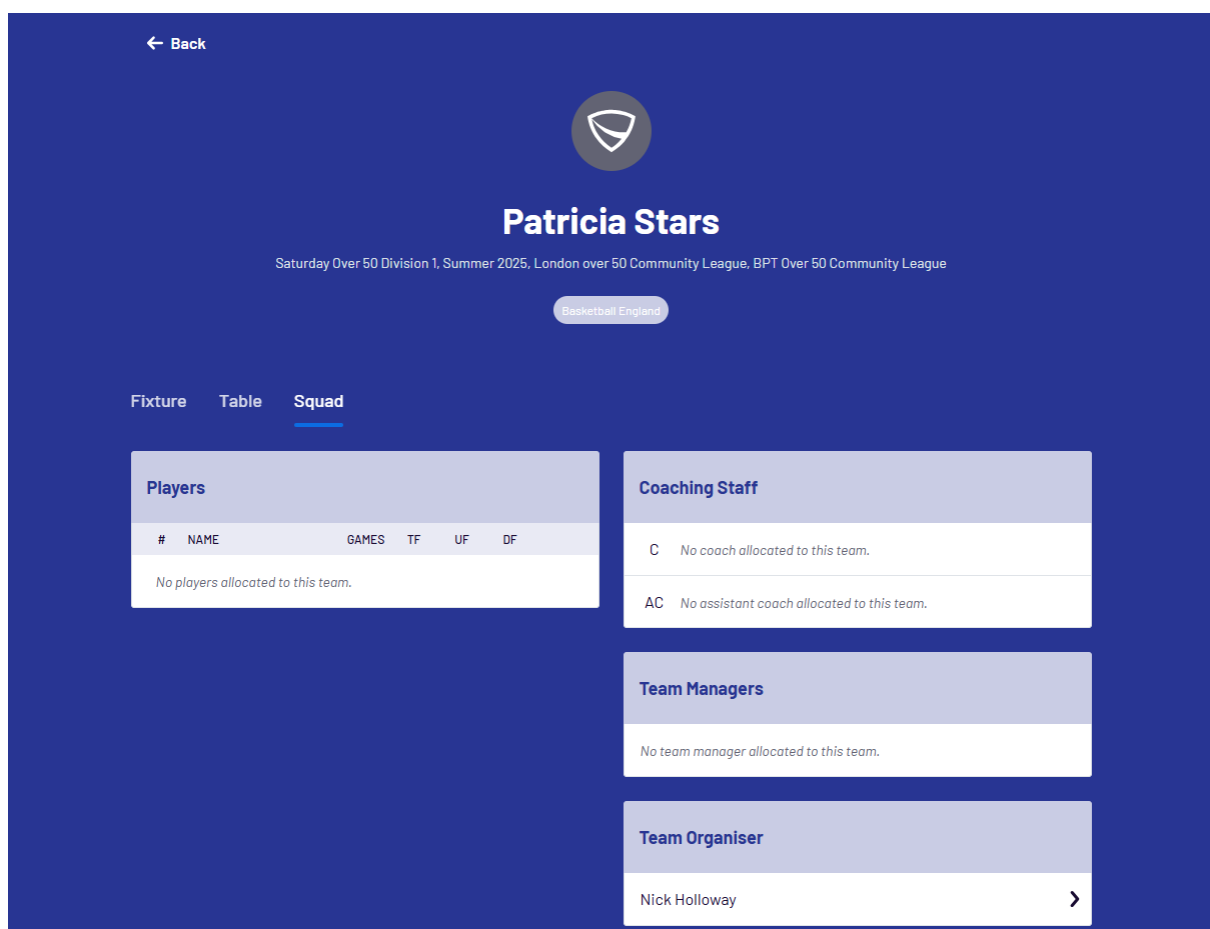 Back
Patricia Stars
Saturday Over 50 Division 1, Summer 2025, London over 50 Community League, BPT Over 50 Community League
Basketball England
Fixture Table Squad
Players
# NAME GAMES TF UF DF
No players allocated to this team.
Coaching Staff
C No coach allocated to this team.
AC No assistant coach allocated to this team.
Team Managers
No team manager allocated to this team.
Team Organiser
Nick Holloway